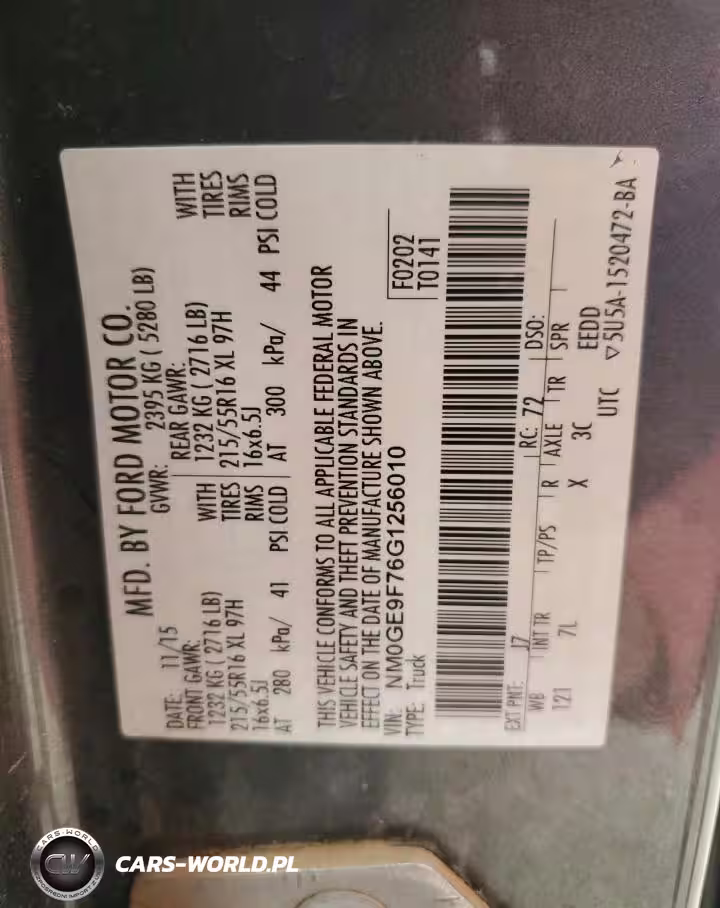 MFD. BY FORD MOTOR CO.
DATE: 11/15 GVWR: 2395 KG ( 5280 LB)
FRONT GAWR: REAR GAWR:
1232 KG ( 2716 LB) WITH 1232 KG ( 2716 LB) WITH
215/55R16 XL 97H TIRES 215/55R16 XL 97H TIRES
16x6.5J RIMS 16x6.5J RIMS
AT 280 kPa/ 41 PSI COLD AT 300 kPa/ 44 PSI COLD
THIS VEHICLE CONFORMS TO ALL APPLICABLE FEDERAL MOTOR
VEHICLE SAFETY AND THEFT PREVENTION STANDARDS IN
EFFECT ON THE DATE OF MANUFACTURE SHOWN ABOVE.
VIN: NM0GE9F76G1256010 F0202
TYPE: Truck T0141
EXT PNT: J7 RC: 72 DSO:
WB INT TR TP/PS R AXLE TR SPR
121 7L X 3C EEDD
UTC ▽5U5A-1520472-BA
CARS-WORLD
CW
CARS-WORLD.PL